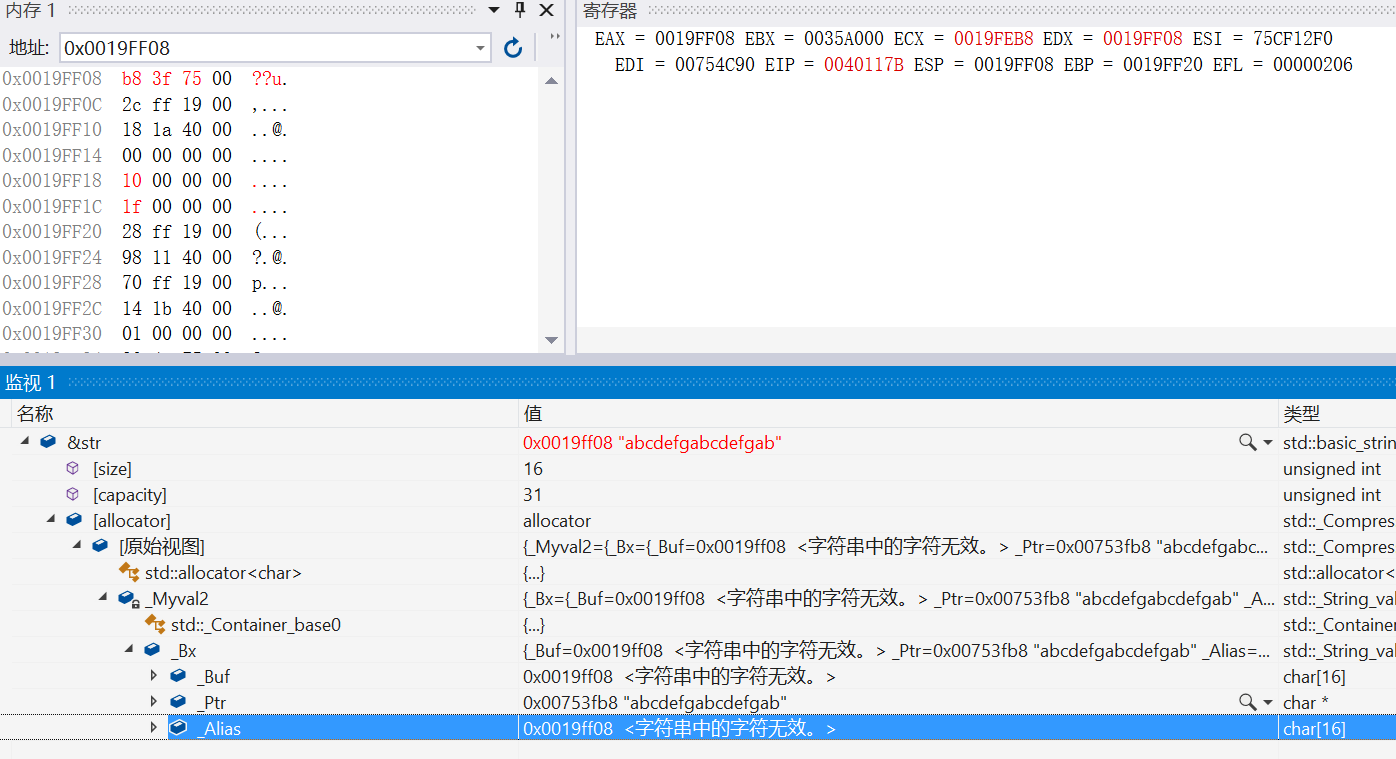 内存 1
地址: 0x0019FF08
0x0019FF08 b8 3f 75 00 ??u.
0x0019FF0C 2c ff 19 00 ,...
0x0019FF10 18 1a 40 00 ..@.
0x0019FF14 00 00 00 00 ....
0x0019FF18 10 00 00 00 ....
0x0019FF1C 1f 00 00 00 ....
0x0019FF20 28 ff 19 00 (...
0x0019FF24 98 11 40 00 ?.@.
0x0019FF28 70 ff 19 00 p...
0x0019FF2C 14 1b 40 00 ..@.
0x0019FF30 01 00 00 00 ....
寄存器
EAX = 0019FF08 EBX = 0035A000 ECX = 0019FEB8 EDX = 0019FF08 ESI = 75CF12F0
EDI = 00754C90 EIP = 0040117B ESP = 0019FF08 EBP = 0019FF20 EFL = 00000206
监视 1
名称 值 类型
&str 0x0019ff08 "abcdefgabcdefgab" std::basic_strin
[size] 16 unsigned int
[capacity] 31 unsigned int
[allocator] allocator std::_Compres
[原始视图] {_Myval2={_Bx={_Buf=0x0019ff08 <字符串中的字符无效。> _Ptr=0x00753fb8 "abcdefgabc... std::_Compres
std::allocator<char> {...} std::allocator<
_Myval2 {_Bx={_Buf=0x0019ff08 <字符串中的字符无效。> _Ptr=0x00753fb8 "abcdefgabcdefgab" _A... std::_String_val
std::_Container_base0 {...} std::_Container
_Bx {_Buf=0x0019ff08 <字符串中的字符无效。> _Ptr=0x00753fb8 "abcdefgabcdefgab" _Alias=... std::_String_val
_Buf 0x0019ff08 <字符串中的字符无效。> char[16]
_Ptr 0x00753fb8 "abcdefgabcdefgab" char *
_Alias 0x0019ff08 <字符串中的字符无效。> char[16]